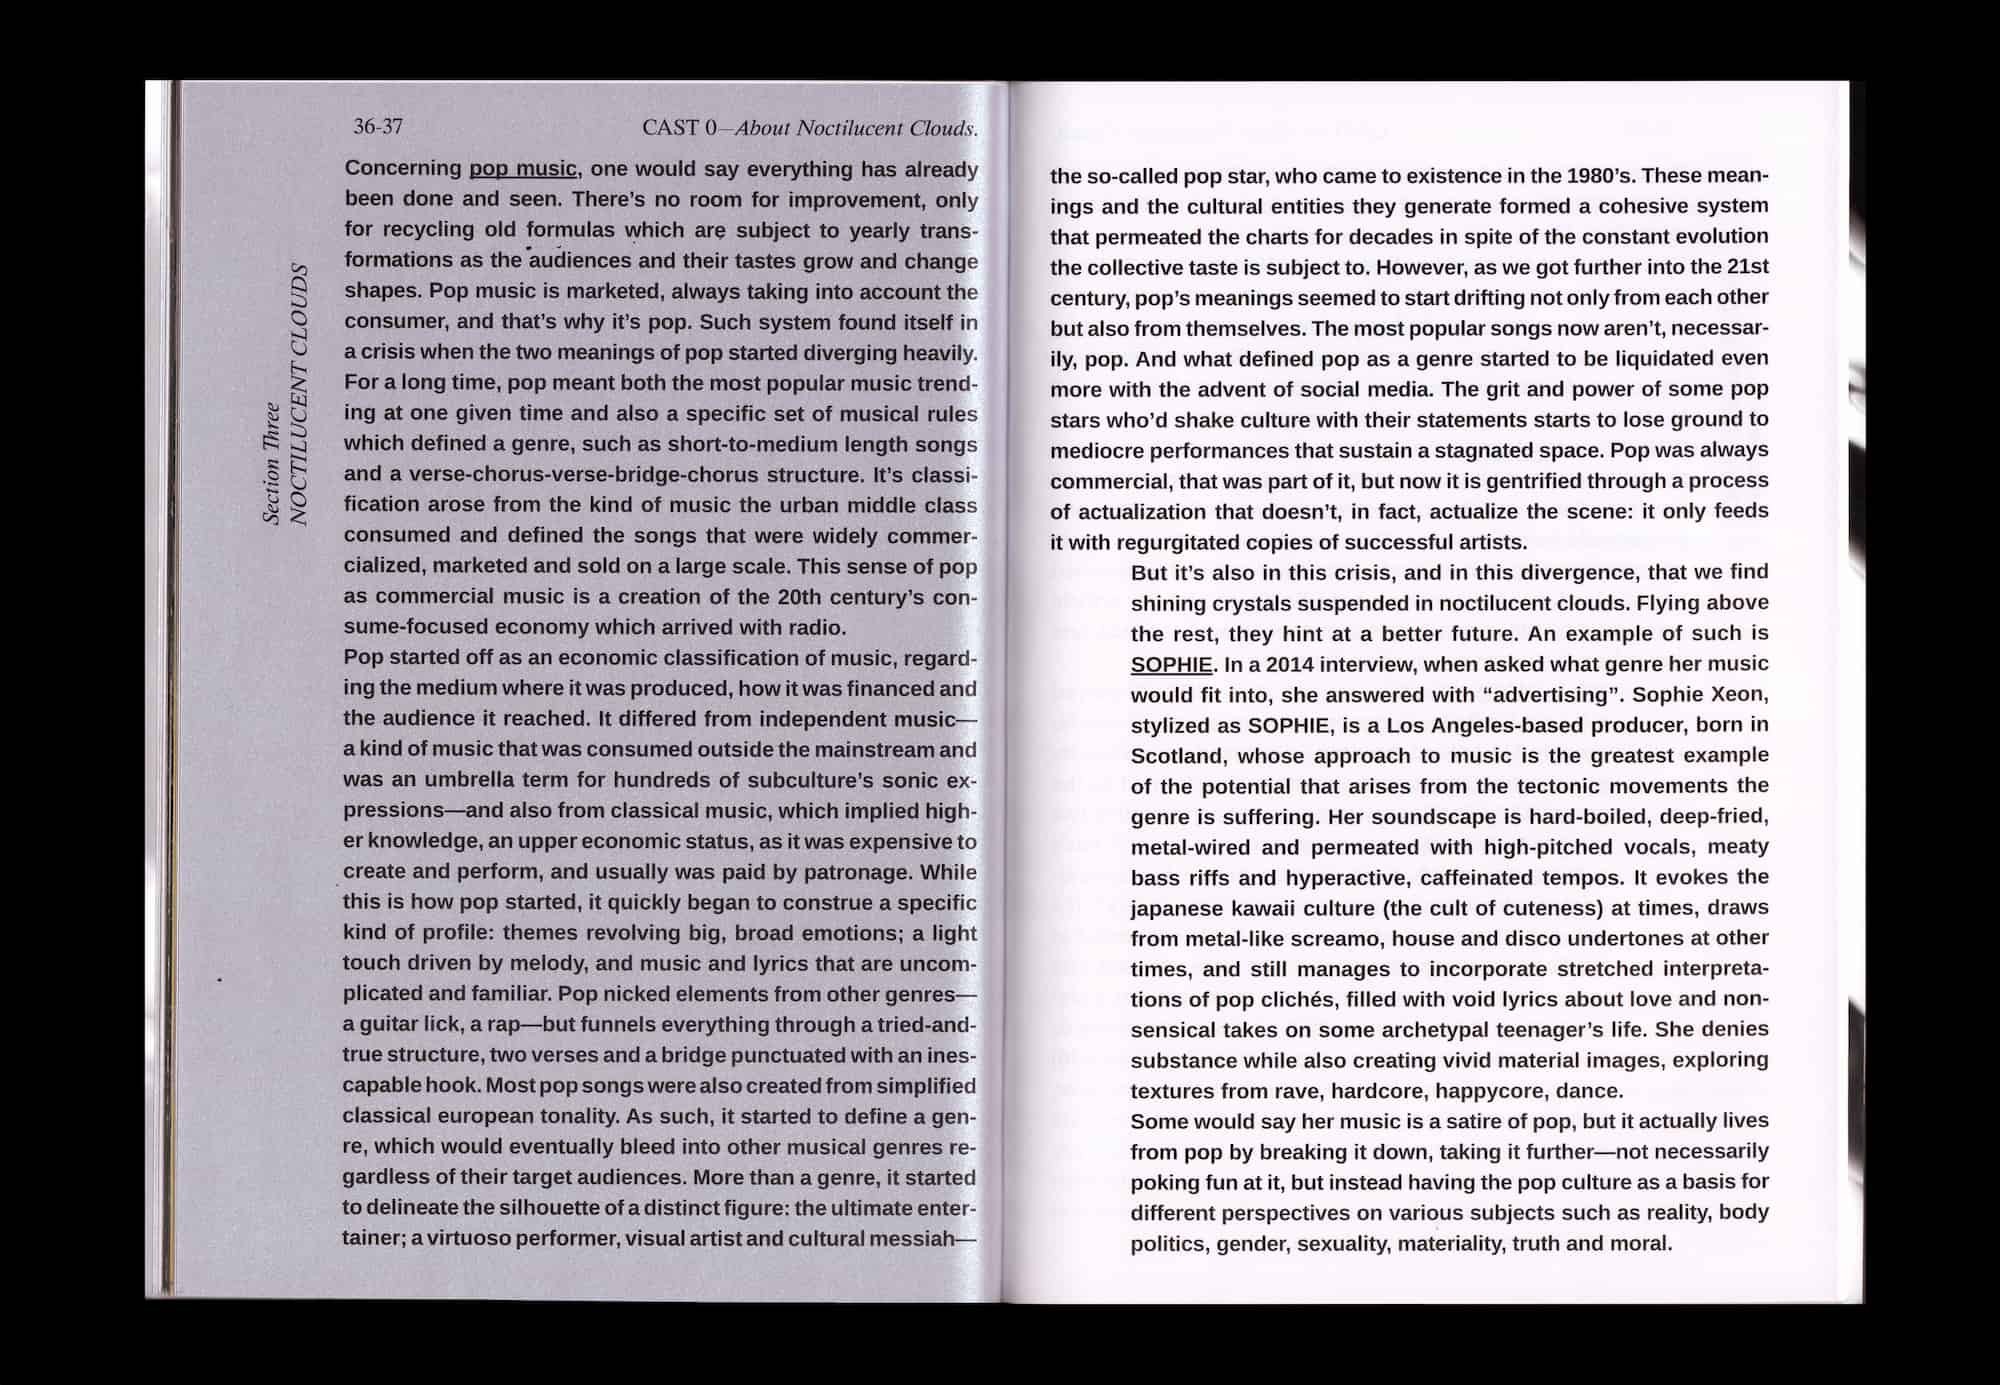 36-37
CAST 0—About Noctilucent Clouds.
Section Three
NOCTILUCENT CLOUDS
Concerning pop music, one would say everything has already
been done and seen. There’s no room for improvement, only
for recycling old formulas which are subject to yearly trans-
formations as the audiences and their tastes grow and change
shapes. Pop music is marketed, always taking into account the
consumer, and that’s why it’s pop. Such system found itself in
a crisis when the two meanings of pop started diverging heavily.
For a long time, pop meant both the most popular music trend-
ing at one given time and also a specific set of musical rules
which defined a genre, such as short-to-medium length songs
and a verse-chorus-verse-bridge-chorus structure. It’s classi-
fication arose from the kind of music the urban middle class
consumed and defined the songs that were widely commer-
cialized, marketed and sold on a large scale. This sense of pop
as commercial music is a creation of the 20th century’s con-
sume-focused economy which arrived with radio.
Pop started off as an economic classification of music, regard-
ing the medium where it was produced, how it was financed and
the audience it reached. It differed from independent music—
a kind of music that was consumed outside the mainstream and
was an umbrella term for hundreds of subculture’s sonic ex-
pressions—and also from classical music, which implied high-
er knowledge, an upper economic status, as it was expensive to
create and perform, and usually was paid by patronage. While
this is how pop started, it quickly began to construe a specific
kind of profile: themes revolving big, broad emotions; a light
touch driven by melody, and music and lyrics that are uncom-
plicated and familiar. Pop nicked elements from other genres—
a guitar lick, a rap—but funnels everything through a tried-and-
true structure, two verses and a bridge punctuated with an ines-
capable hook. Most pop songs were also created from simplified
classical european tonality. As such, it started to define a gen-
re, which would eventually bleed into other musical genres re-
gardless of their target audiences. More than a genre, it started
to delineate the silhouette of a distinct figure: the ultimate enter-
tainer; a virtuoso performer, visual artist and cultural messiah—
the so-called pop star, who came to existence in the 1980’s. These mean-
ings and the cultural entities they generate formed a cohesive system
that permeated the charts for decades in spite of the constant evolution
the collective taste is subject to. However, as we got further into the 21st
century, pop’s meanings seemed to start drifting not only from each other
but also from themselves. The most popular songs now aren’t, necessar-
ily, pop. And what defined pop as a genre started to be liquidated even
more with the advent of social media. The grit and power of some pop
stars who’d shake culture with their statements starts to lose ground to
mediocre performances that sustain a stagnated space. Pop was always
commercial, that was part of it, but now it is gentrified through a process
of actualization that doesn’t, in fact, actualize the scene: it only feeds
it with regurgitated copies of successful artists.
But it’s also in this crisis, and in this divergence, that we find
shining crystals suspended in noctilucent clouds. Flying above
the rest, they hint at a better future. An example of such is
SOPHIE. In a 2014 interview, when asked what genre her music
would fit into, she answered with “advertising”. Sophie Xeon,
stylized as SOPHIE, is a Los Angeles-based producer, born in
Scotland, whose approach to music is the greatest example
of the potential that arises from the tectonic movements the
genre is suffering. Her soundscape is hard-boiled, deep-fried,
metal-wired and permeated with high-pitched vocals, meaty
bass riffs and hyperactive, caffeinated tempos. It evokes the
japanese kawaii culture (the cult of cuteness) at times, draws
from metal-like screamo, house and disco undertones at other
times, and still manages to incorporate stretched interpreta-
tions of pop clichés, filled with void lyrics about love and non-
sensical takes on some archetypal teenager’s life. She denies
substance while also creating vivid material images, exploring
textures from rave, hardcore, happycore, dance.
Some would say her music is a satire of pop, but it actually lives
from pop by breaking it down, taking it further—not necessarily
poking fun at it, but instead having the pop culture as a basis for
different perspectives on various subjects such as reality, body
politics, gender, sexuality, materiality, truth and moral.